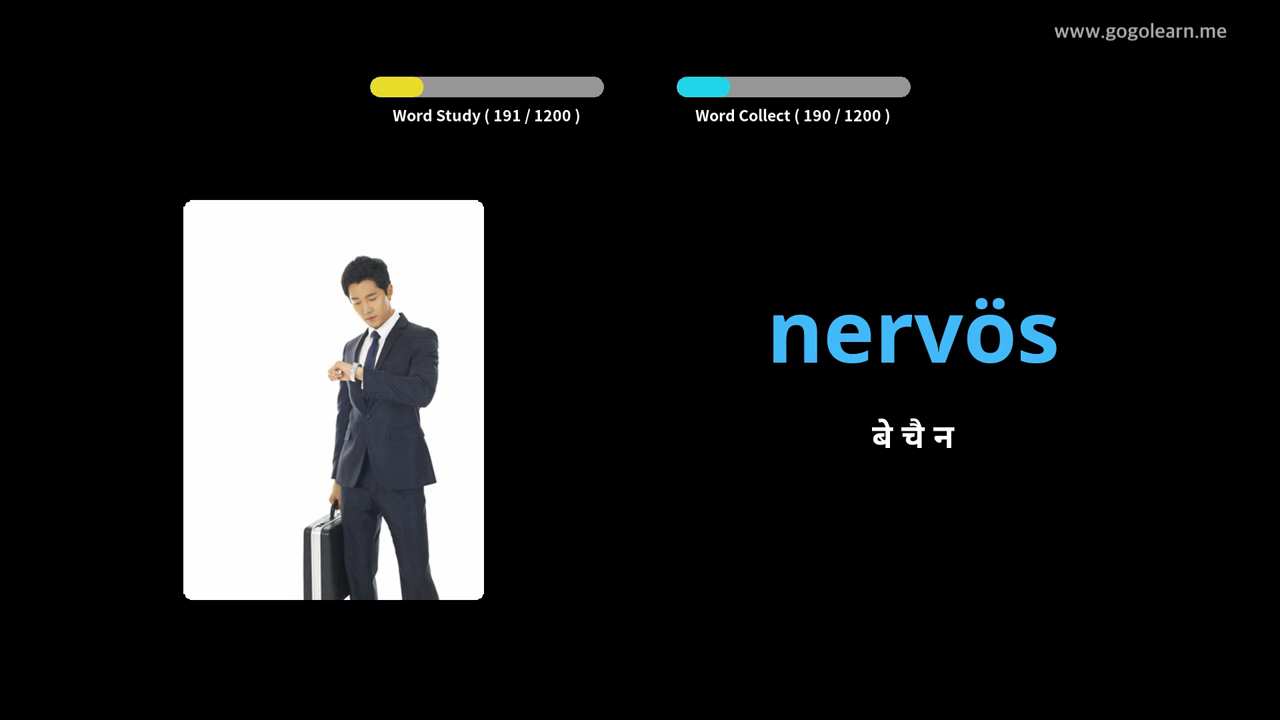 www.gogolearn.me
Word Study ( 191 / 1200 )
Word Collect ( 190 / 1200 )
nervös
बे चै न